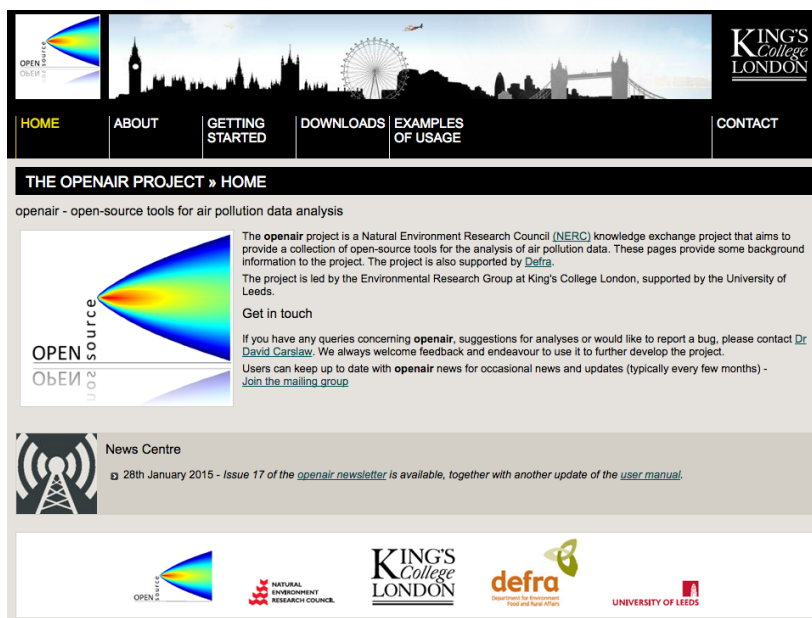 OPEN source
OPEN source
KING'S
College
LONDON
HOME
ABOUT
GETTING
STARTED
DOWNLOADS
EXAMPLES
OF USAGE
CONTACT
THE OPENAIR PROJECT » HOME
openair - open-source tools for air pollution data analysis
OPEN source
OPEN source
The openair project is a Natural Environment Research Council (NERC) knowledge exchange project that aims to
provide a collection of open-source tools for the analysis of air pollution data. These pages provide some background
information to the project. The project is also supported by Defra.
The project is led by the Environmental Research Group at King's College London, supported by the University of
Leeds.
Get in touch
If you have any queries concerning openair, suggestions for analyses or would like to report a bug, please contact Dr
David Carslaw. We always welcome feedback and endeavour to use it to further develop the project.
Users can keep up to date with openair news for occasional news and updates (typically every few months) -
Join the mailing group
News Centre
28th January 2015 - Issue 17 of the openair newsletter is available, together with another update of the user manual.
OPEN source
NATURAL
ENVIRONMENT
RESEARCH COUNCIL
KING'S
College
LONDON
defra
Department for Environment
Food and Rural Affairs
UNIVERSITY OF LEEDS